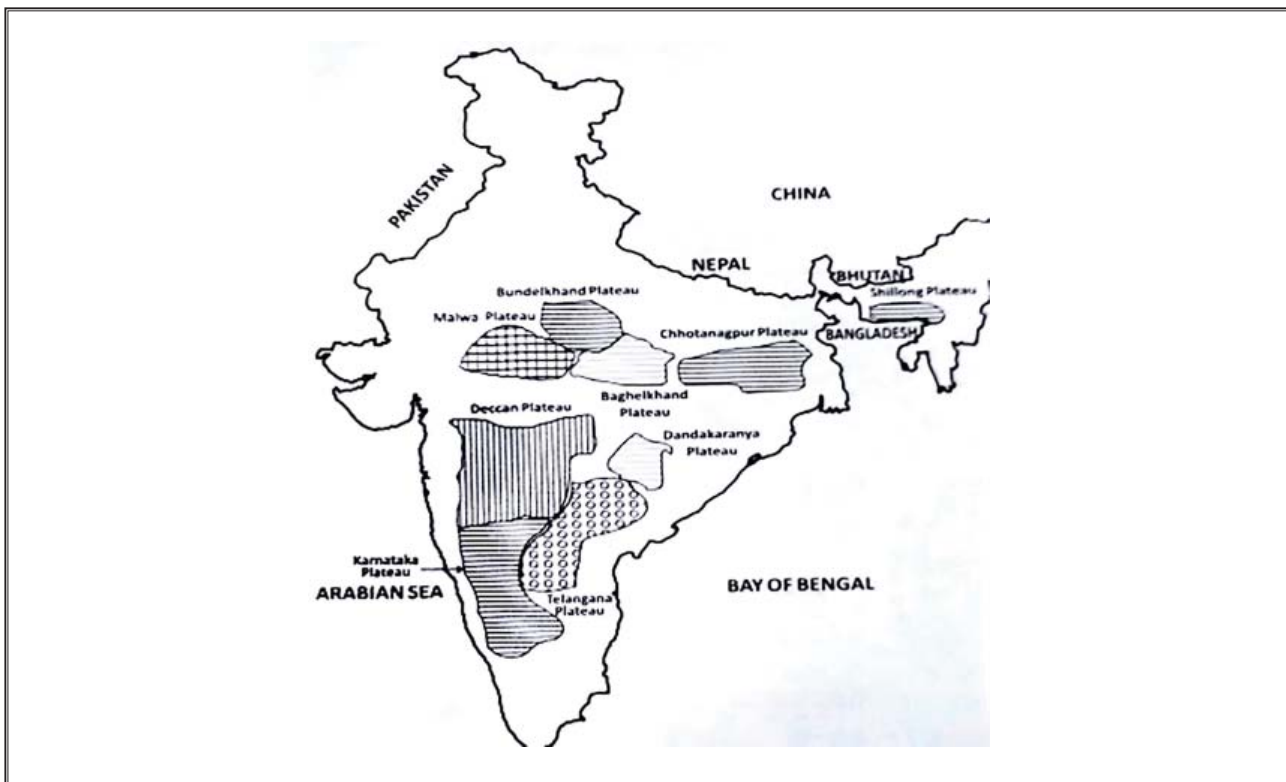 PAKISTAN
CHINA
NEPAL
BHUTAN
Shillong Plateau
BANGLADESH
Bundelkhand Plateau
Malwa Plateau
Chhotanagpur Plateau
Baghelkhand
Plateau
Deccan Plateau
Dandakaranya
Plateau
Karnataka
Plateau
ARABIAN SEA
Telangana
Plateau
BAY OF BENGAL